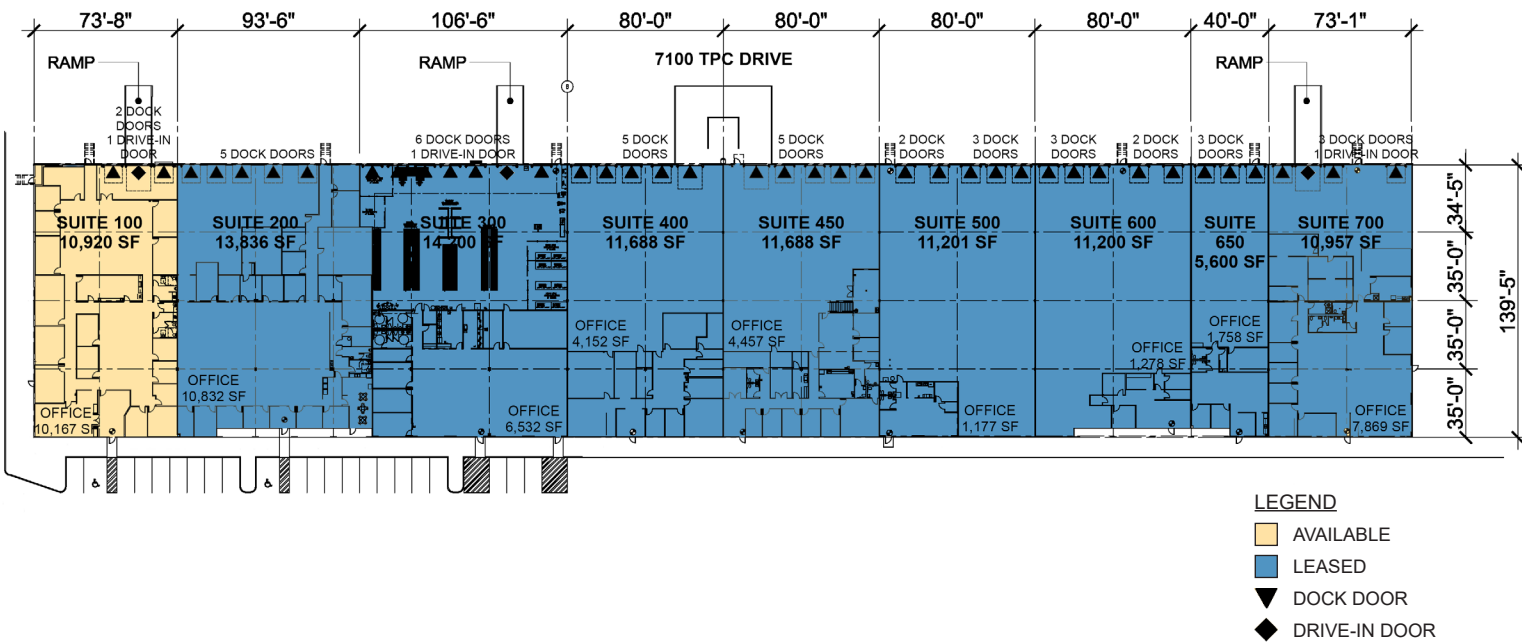 73'-8"
93'-6"
106'-6"
80'-0"
80'-0"
80'-0"
80'-0"
40'-0"
73'-1"
RAMP
RAMP
7100 TPC DRIVE
RAMP
2 DOCK
DOORS
1 DRIVE-IN
DOOR
5 DOCK DOORS
6 DOCK DOORS
1 DRIVE-IN DOOR
5 DOCK
DOORS
5 DOCK
DOORS
2 DOCK
DOORS
3 DOCK
DOORS
3 DOCK
DOORS
2 DOCK
DOORS
3 DOCK
DOORS
3 DOCK DOORS
1 DRIVE-IN DOOR
SUITE 100
10,920 SF
SUITE 200
13,836 SF
SUITE 300
14,700 SF
SUITE 400
11,688 SF
SUITE 450
11,688 SF
SUITE 500
11,201 SF
SUITE 600
11,200 SF
SUITE
650
5,600 SF
SUITE 700
10,957 SF
34'-5"
35'-0"
35'-0"
35'-0"
139'-5"
OFFICE
10,167 SF
OFFICE
10,832 SF
OFFICE
6,532 SF
OFFICE
4,152 SF
OFFICE
4,457 SF
OFFICE
1,177 SF
OFFICE
1,278 SF
OFFICE
1,758 SF
OFFICE
7,869 SF
LEGEND
AVAILABLE
LEASED
DOCK DOOR
DRIVE-IN DOOR